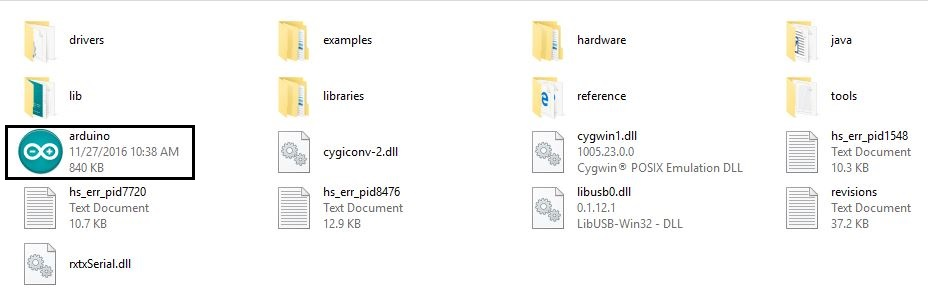 drivers
examples
hardware
java
lib
libraries
reference
tools
arduino
11/27/2016 10:38 AM
840 KB
cygiconv-2.dll
cygwin1.dll
1005.23.0.0
Cygwin® POSIX Emulation DLL
hs_err_pid1548
Text Document
10.3 KB
hs_err_pid7720
Text Document
10.7 KB
hs_err_pid8476
Text Document
12.9 KB
libusb0.dll
0.1.12.1
LibUSB-Win32 - DLL
revisions
Text Document
37.2 KB
rxtxSerial.dll